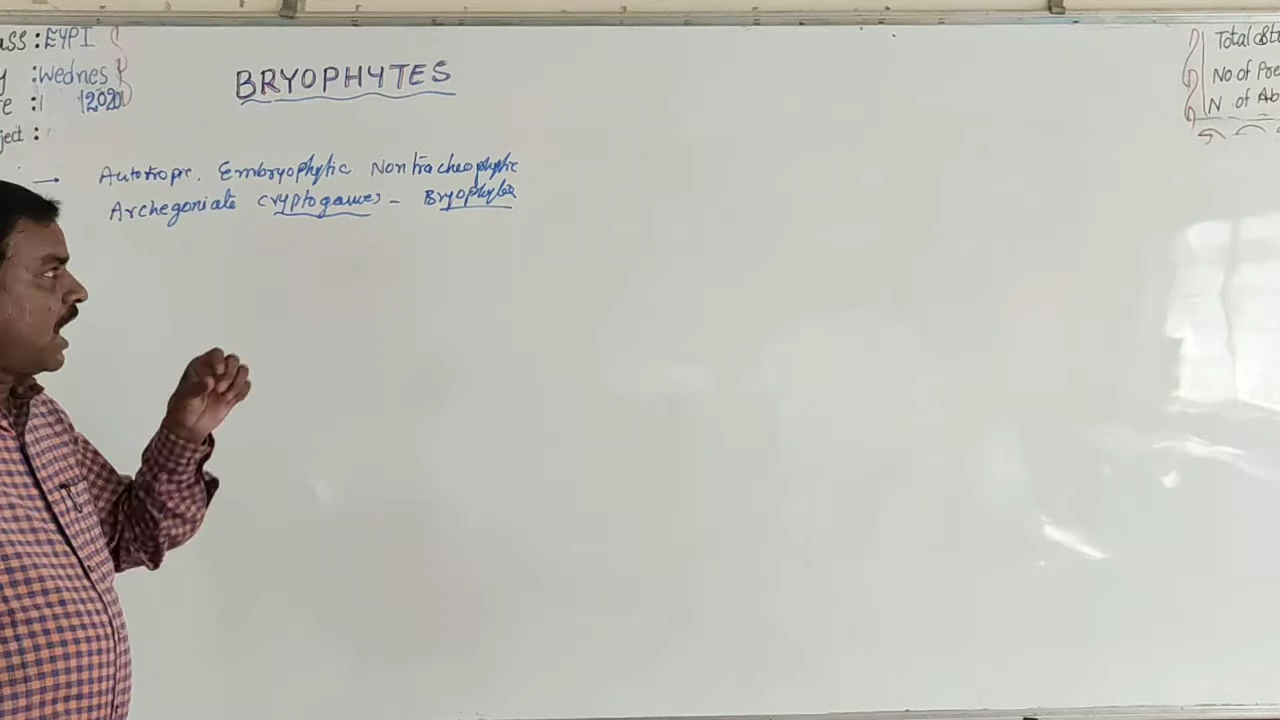 ass : EYPI
y : Wednes
te : 1 /2020
ject :
BRYOPHYTES
→ Autotropic, Embryophytic Nontracheophytic
Archegoniate cryptogames - Bryophytes
Total
No of Pre
N of Ab